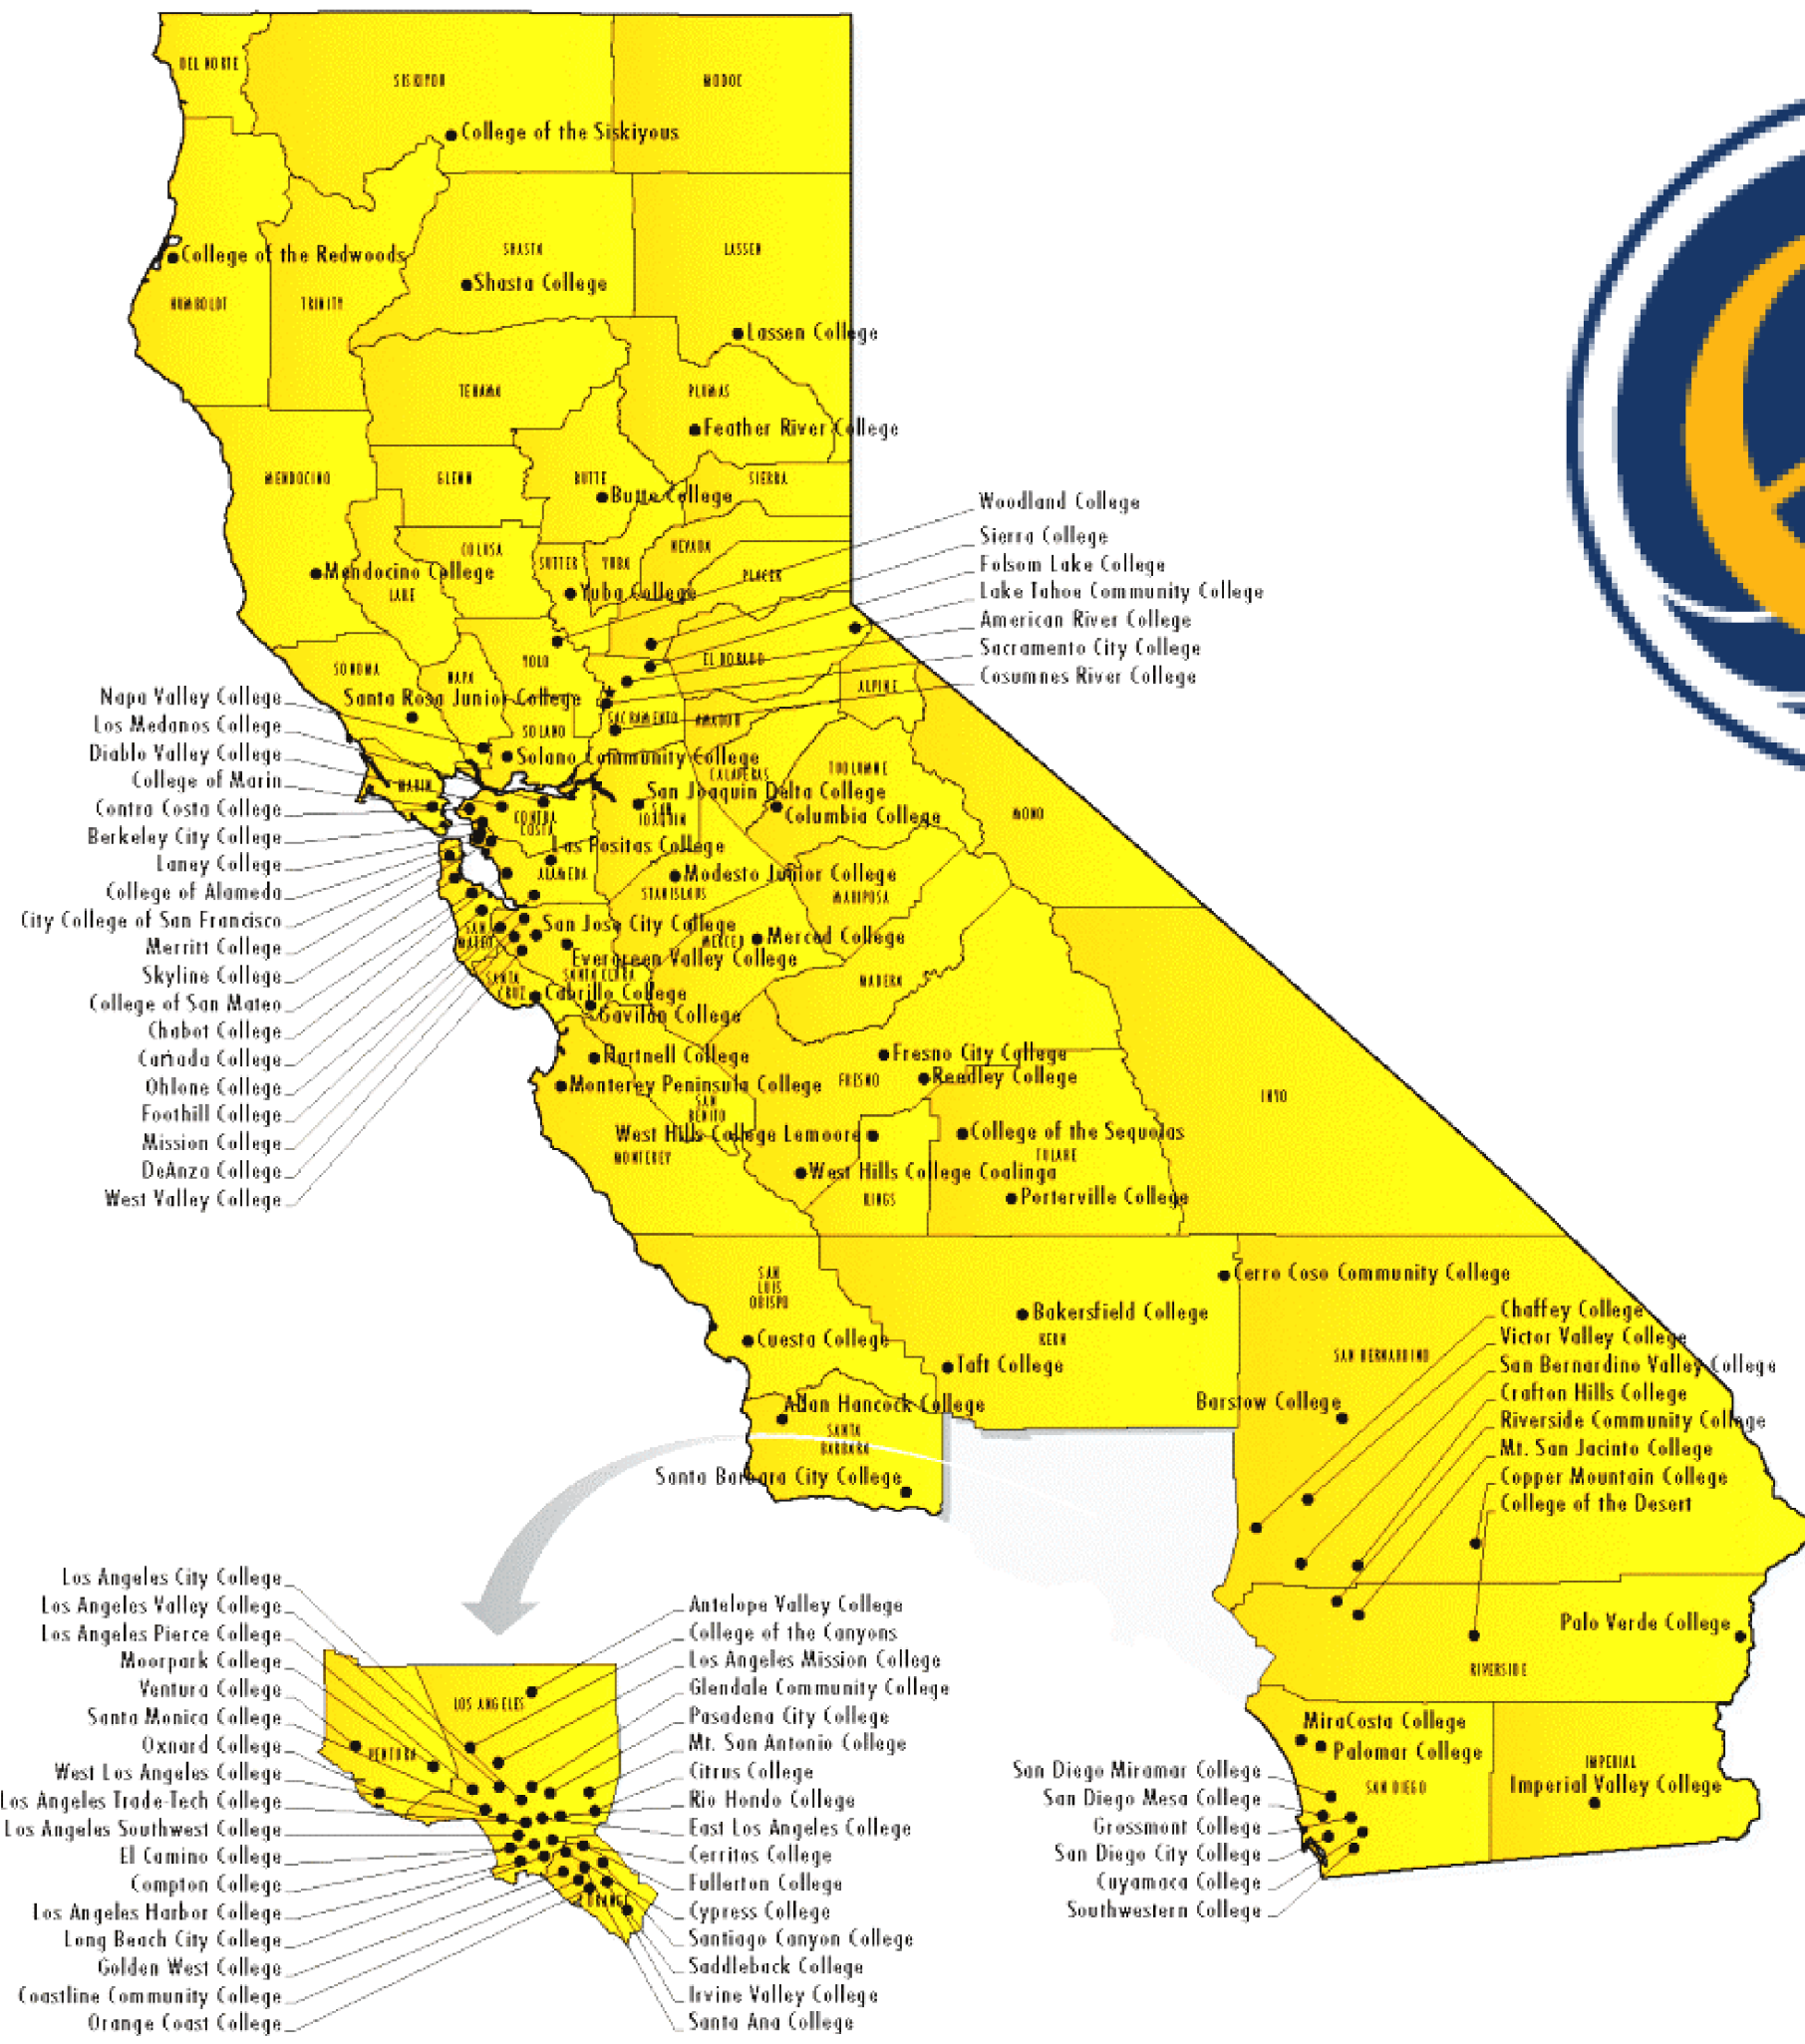 DEL NORTE
SISKIYOU
MODOC
College of the Siskiyous
College of the Redwoods
SHASTA
LASSEN
Shasta College
HUMBOLDT
TRINITY
Lassen College
TEHAMA
PLUMAS
Feather River College
MENDOCINO
GLENN
BUTTE
SIERRA
Butte College
COLUSA
NEVADA
SUTTER
YUBA
PLACER
Mendocino College
LAKE
Yuba College
Woodland College
Sierra College
Folsom Lake College
Lake Tahoe Community College
American River College
Sacramento City College
Cosumnes River College
SONOMA
NAPA
YOLO
EL DORADO
ALPINE
Santa Rosa Junior College
SACRAMENTO
AMADOR
SOLANO
Solano Community College
Napa Valley College
Los Medanos College
Diablo Valley College
College of Marin
Contra Costa College
Berkeley City College
Laney College
College of Alameda
City College of San Francisco
Merritt College
Skyline College
College of San Mateo
Chabot College
Cañada College
Ohlone College
Foothill College
Mission College
DeAnza College
West Valley College
MARIN
CALAVERAS
TUOLUMNE
San Joaquin Delta College
SAN
JOAQUIN
Columbia College
CONTRA
COSTA
MONO
Las Positas College
ALAMEDA
Modesto Junior College
STANISLAUS
MARIPOSA
San Jose City College
SAN
MATEO
MERCED
Merced College
Evergreen Valley College
SANTA CLARA
SANTA
CRUZ
MADERA
Cabrillo College
Gavilan College
Hartnell College
Fresno City College
Monterey Peninsula College
FRESNO
Reedley College
SAN
BENITO
INYO
West Hills College Lemoore
College of the Sequoias
MONTEREY
TULARE
West Hills College Coalinga
KINGS
Porterville College
SAN
LUIS
OBISPO
Cerro Coso Community College
Bakersfield College
Cuesta College
KERN
Taft College
SAN BERNARDINO
Chaffey College
Victor Valley College
San Bernardino Valley College
Crafton Hills College
Riverside Community College
Mt. San Jacinto College
Copper Mountain College
College of the Desert
Barstow College
Allan Hancock College
SANTA
BARBARA
Santa Barbara City College
Palo Verde College
RIVERSIDE
Los Angeles City College
Los Angeles Valley College
Los Angeles Pierce College
Moorpark College
Ventura College
Santa Monica College
Oxnard College
West Los Angeles College
Los Angeles Trade-Tech College
Los Angeles Southwest College
El Camino College
Compton College
Los Angeles Harbor College
Long Beach City College
Golden West College
Coastline Community College
Orange Coast College
LOS ANGELES
VENTURA
ORANGE
Antelope Valley College
College of the Canyons
Los Angeles Mission College
Glendale Community College
Pasadena City College
Mt. San Antonio College
Citrus College
Rio Hondo College
East Los Angeles College
Cerritos College
Fullerton College
Cypress College
Santiago Canyon College
Saddleback College
Irvine Valley College
Santa Ana College
MiraCosta College
Palomar College
SAN DIEGO
IMPERIAL
Imperial Valley College
San Diego Miramar College
San Diego Mesa College
Grossmont College
San Diego City College
Cuyamaca College
Southwestern College